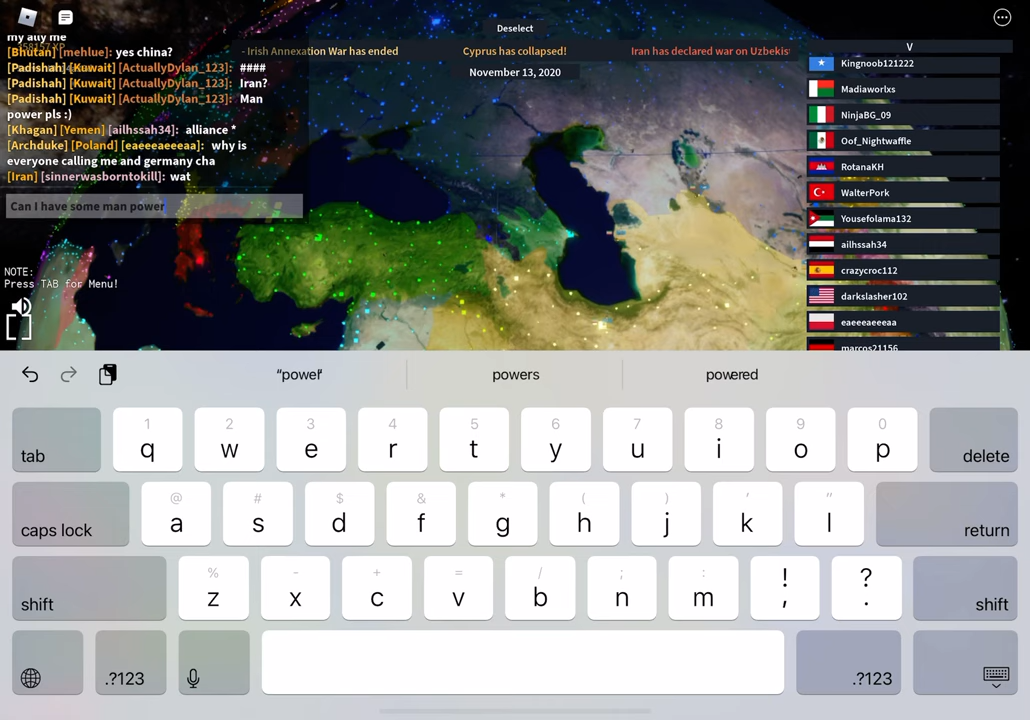 Deselect
- Irish Annexation War has ended
Cyprus has collapsed!
Iran has declared war on Uzbekis
November 13, 2020
my ally me
[Bhutan] [mehlue]: yes china?
[Padishah] [Kuwait] [ActuallyDylan_123]: ####
[Padishah] [Kuwait] [ActuallyDylan_123]: Iran?
[Padishah] [Kuwait] [ActuallyDylan_123]: Man
power pls :)
[Khagan] [Yemen] [ailhssah34]: alliance *
[Archduke] [Poland] [eaeeeaeeeaa]: why is
everyone calling me and germany cha
[Iran] [sinnerwasborntokill]: wat
Can I have some man power
NOTE:
Press TAB for Menu!
V
Kingnoob121222
Madiaworlxs
NinjaBG_09
Oof_Nightwaffle
RotanaKH
WalterPork
Yousefolama132
ailhssah34
crazycroc112
darkslasher102
eaeeeaeeeaa
marcos21156
“power” powers powered
1 2 3 4 5 6 7 8 9 0
tab q w e r t y u i o p delete
@ # $ & * ( ) ' "
caps lock a s d f g h j k l return
% - + = / ; : ! ?
shift z x c v b n m , . shift
.?123 .?123